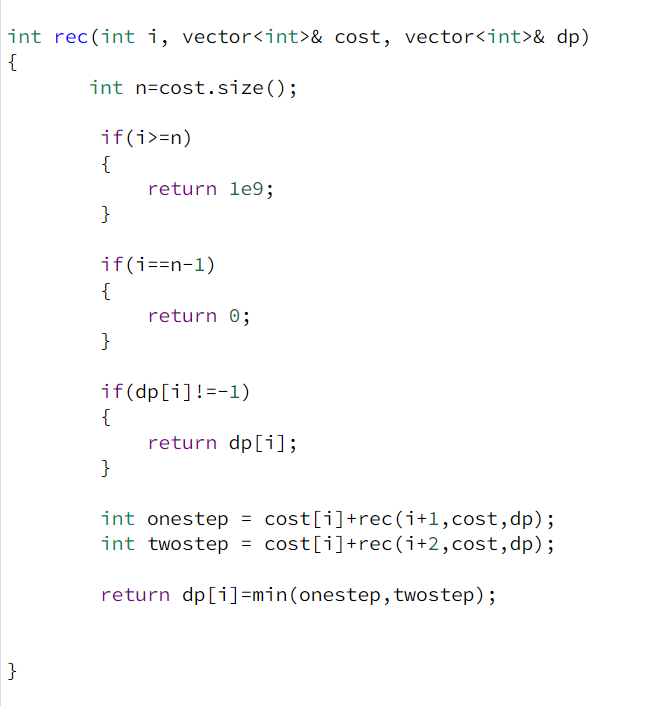 int rec(int i, vector<int>& cost, vector<int>& dp)
{
int n=cost.size();
if(i>=n)
{
return 1e9;
}
if(i==n-1)
{
return 0;
}
if(dp[i]!=-1)
{
return dp[i];
}
int onestep = cost[i]+rec(i+1,cost,dp);
int twostep = cost[i]+rec(i+2,cost,dp);
return dp[i]=min(onestep,twostep);
}